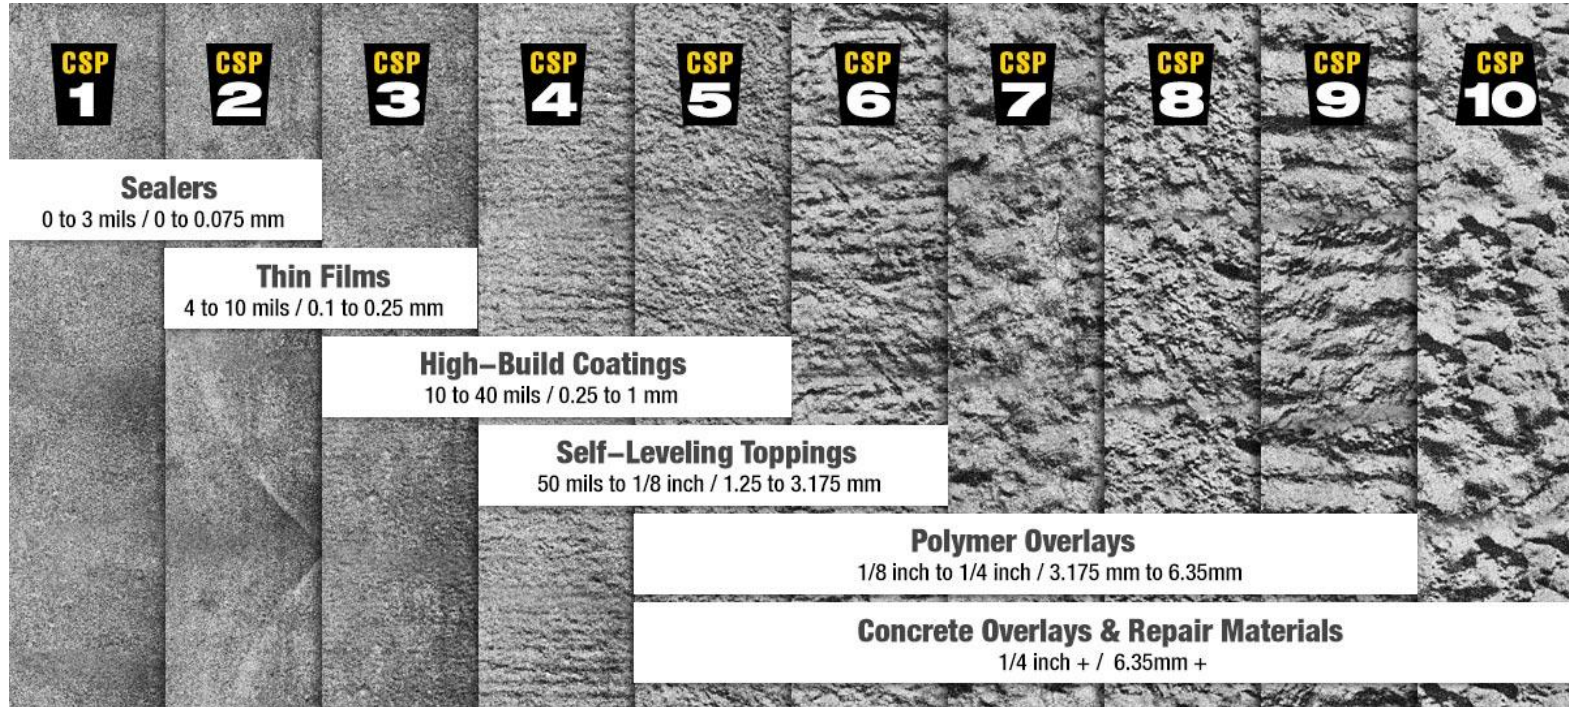 CSP
1
CSP
2
CSP
3
CSP
4
CSP
5
CSP
6
CSP
7
CSP
8
CSP
9
CSP
10
Sealers
0 to 3 mils / 0 to 0.075 mm
Thin Films
4 to 10 mils / 0.1 to 0.25 mm
High–Build Coatings
10 to 40 mils / 0.25 to 1 mm
Self–Leveling Toppings
50 mils to 1/8 inch / 1.25 to 3.175 mm
Polymer Overlays
1/8 inch to 1/4 inch / 3.175 mm to 6.35mm
Concrete Overlays & Repair Materials
1/4 inch + / 6.35mm +